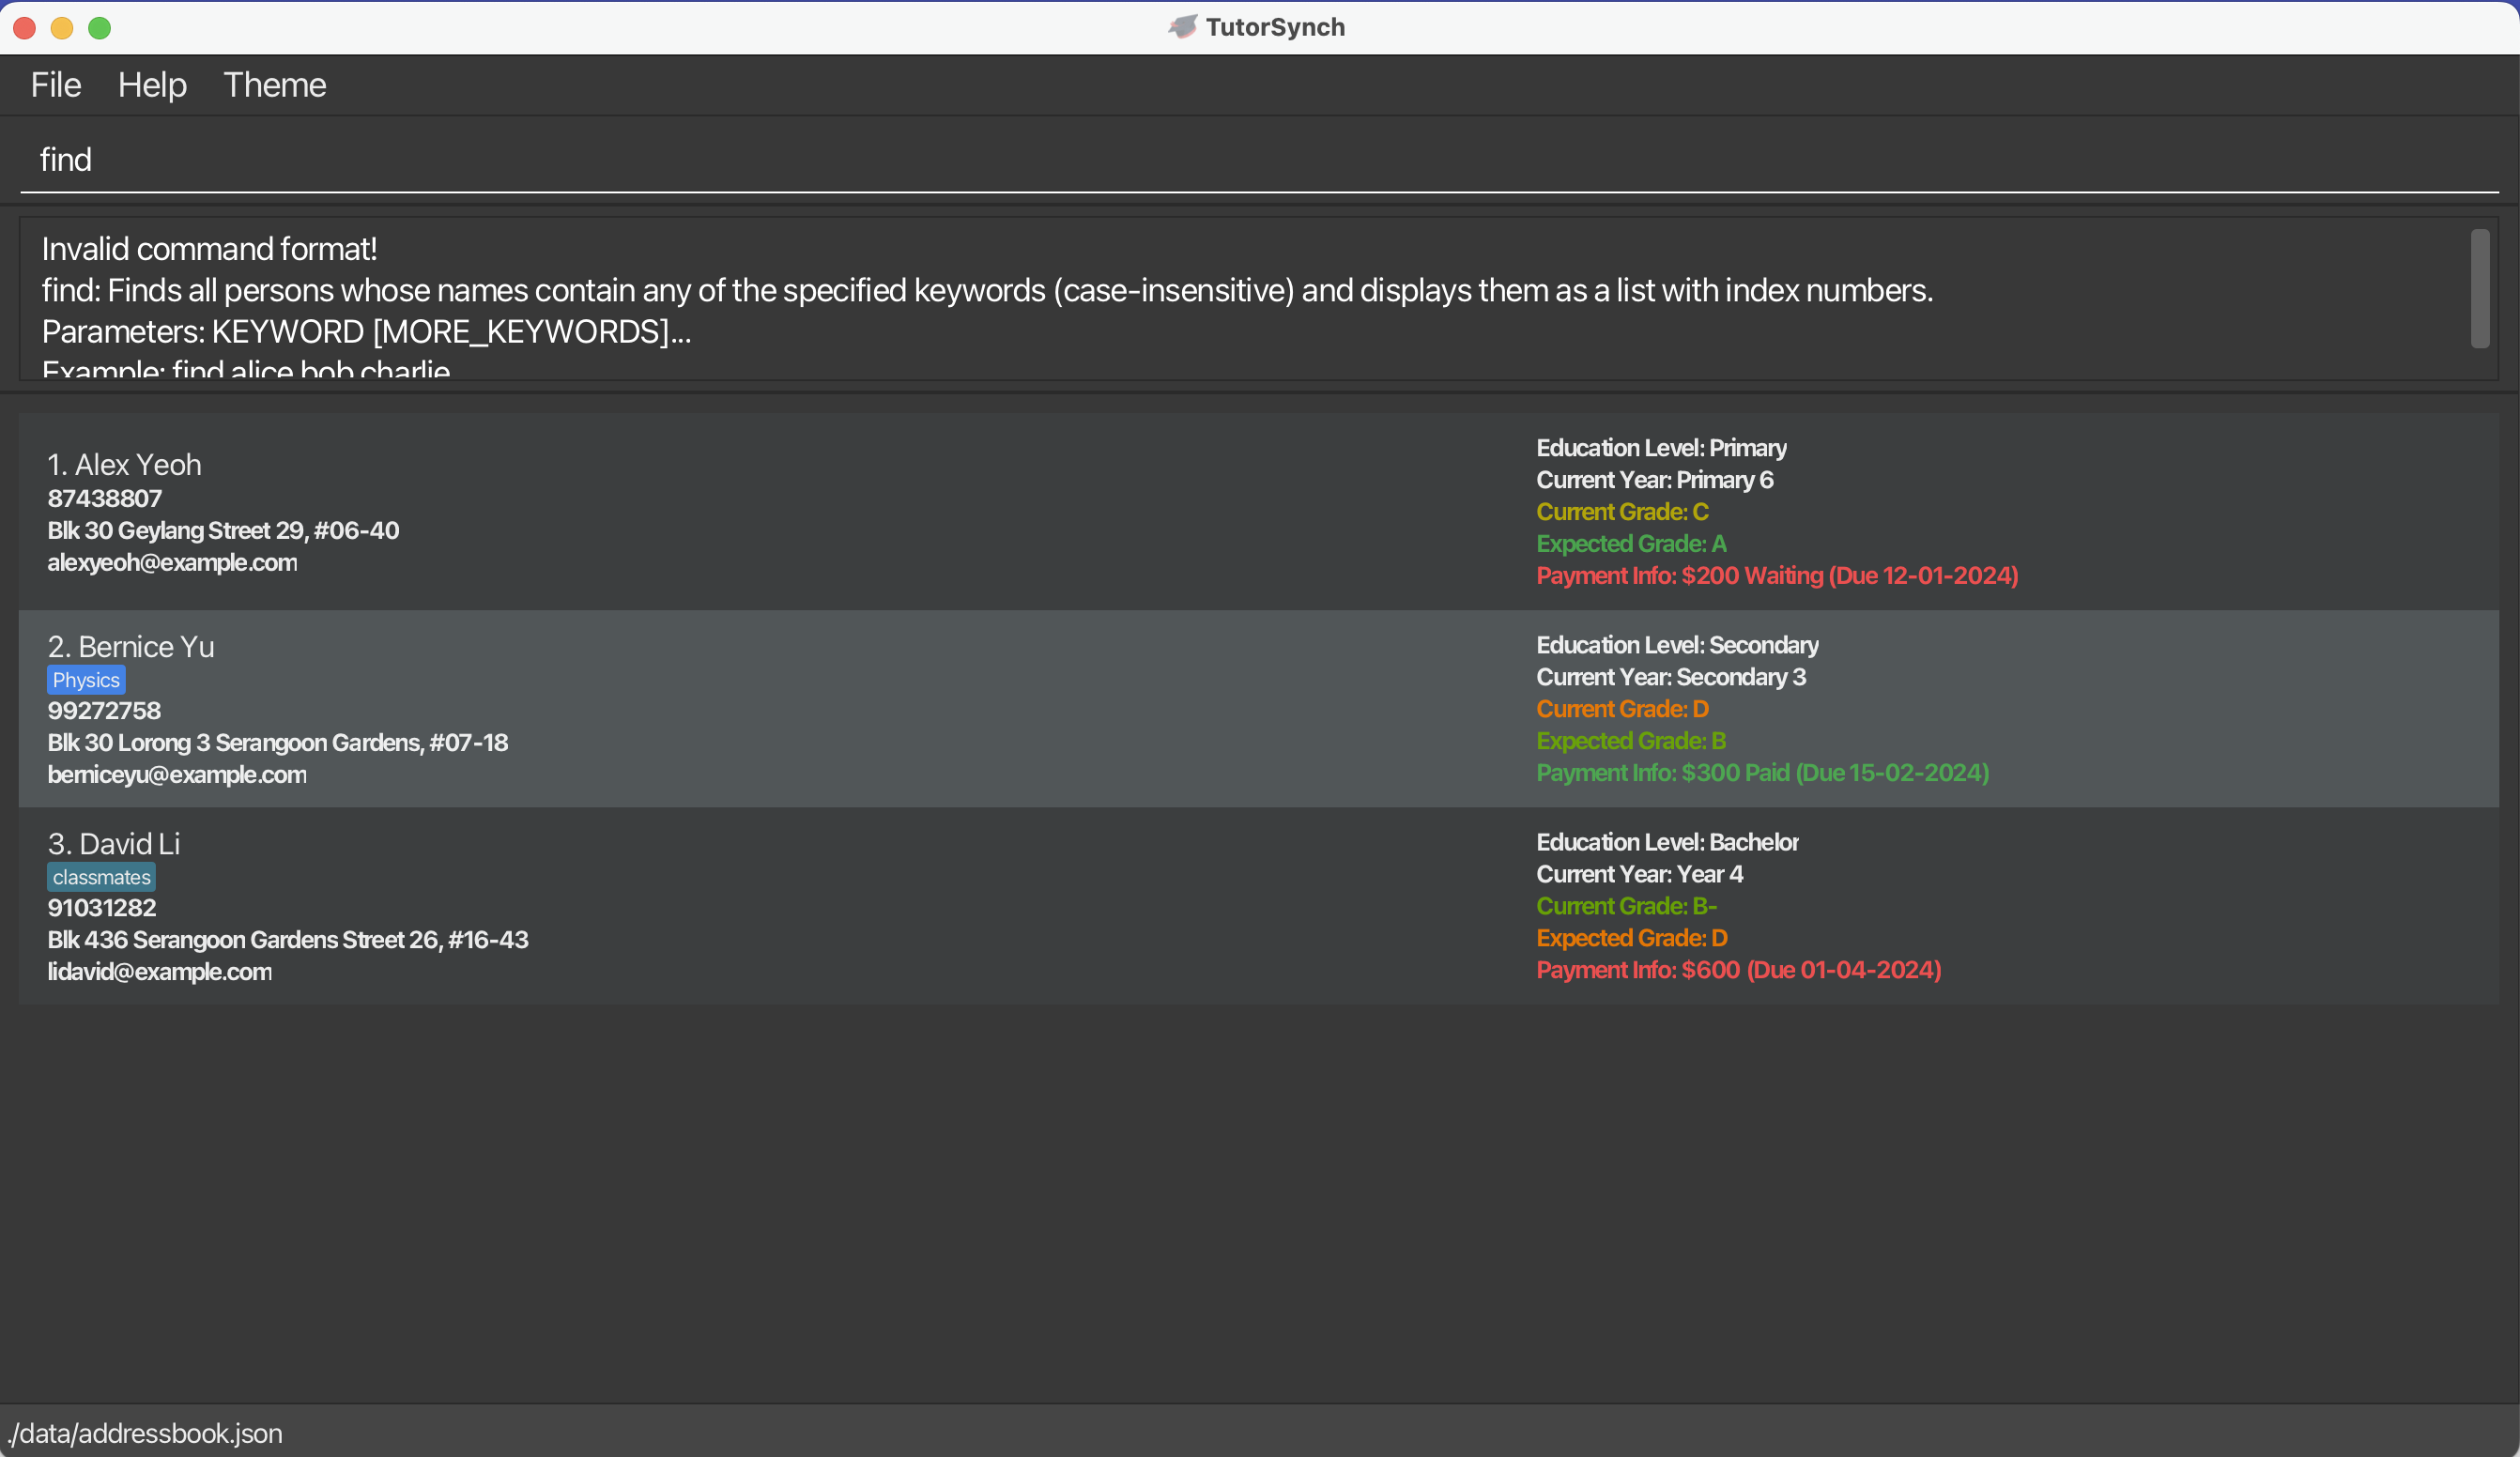 TutorSynch
File Help Theme
find
Invalid command format!
find: Finds all persons whose names contain any of the specified keywords (case-insensitive) and displays them as a list with index numbers.
Parameters: KEYWORD [MORE_KEYWORDS]...
Example: find alice bob charlie
1. Alex Yeoh
87438807
Blk 30 Geylang Street 29, #06-40
alexyeoh@example.com
Education Level: Primary
Current Year: Primary 6
Current Grade: C
Expected Grade: A
Payment Info: $200 Waiting (Due 12-01-2024)
2. Bernice Yu
Physics
99272758
Blk 30 Lorong 3 Serangoon Gardens, #07-18
berniceyu@example.com
Education Level: Secondary
Current Year: Secondary 3
Current Grade: D
Expected Grade: B
Payment Info: $300 Paid (Due 15-02-2024)
3. David Li
classmates
91031282
Blk 436 Serangoon Gardens Street 26, #16-43
lidavid@example.com
Education Level: Bachelor
Current Year: Year 4
Current Grade: B-
Expected Grade: D
Payment Info: $600 (Due 01-04-2024)
./data/addressbook.json